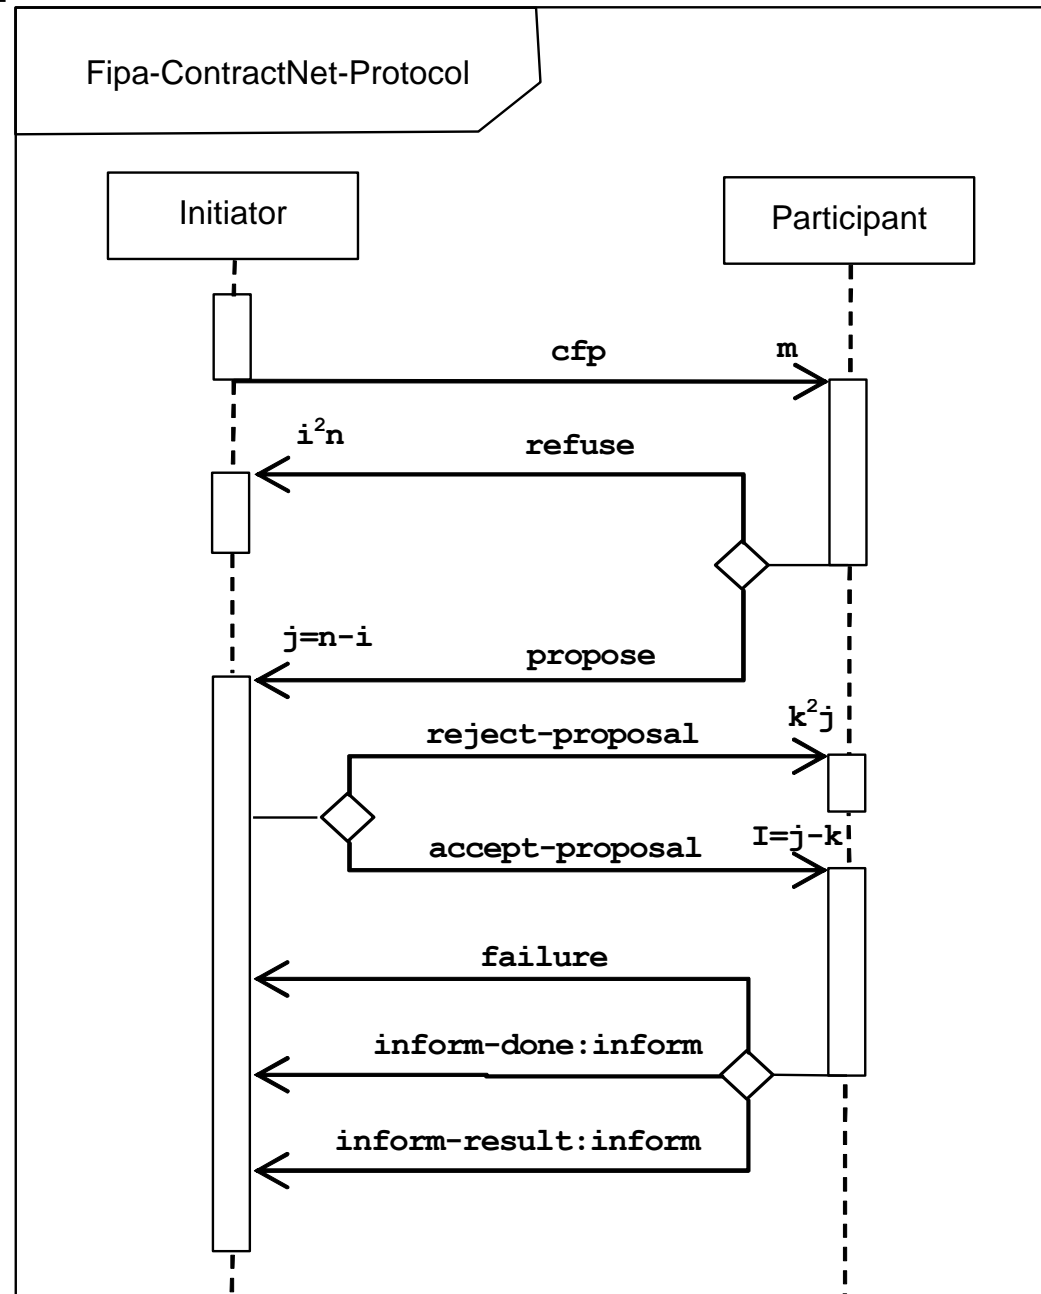 Fipa-ContractNet-Protocol
Initiator
Participant
cfp
m
i²n
refuse
j=n-i
propose
reject-proposal
k²j
accept-proposal
I=j-k
failure
inform-done:inform
inform-result:inform